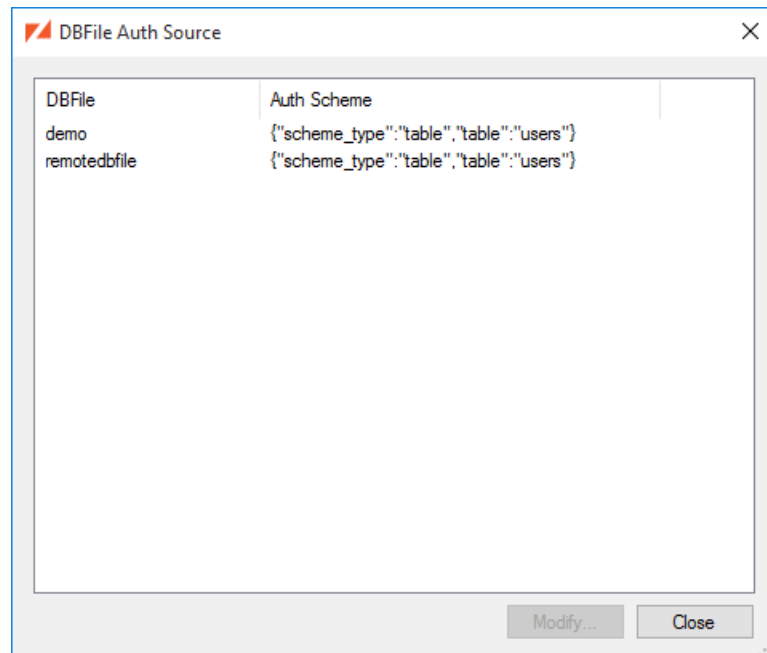 DBFile Auth Source
DBFile Auth Scheme
demo {"scheme_type":"table","table":"users"}
remotedbfile {"scheme_type":"table","table":"users"}
Modify... Close